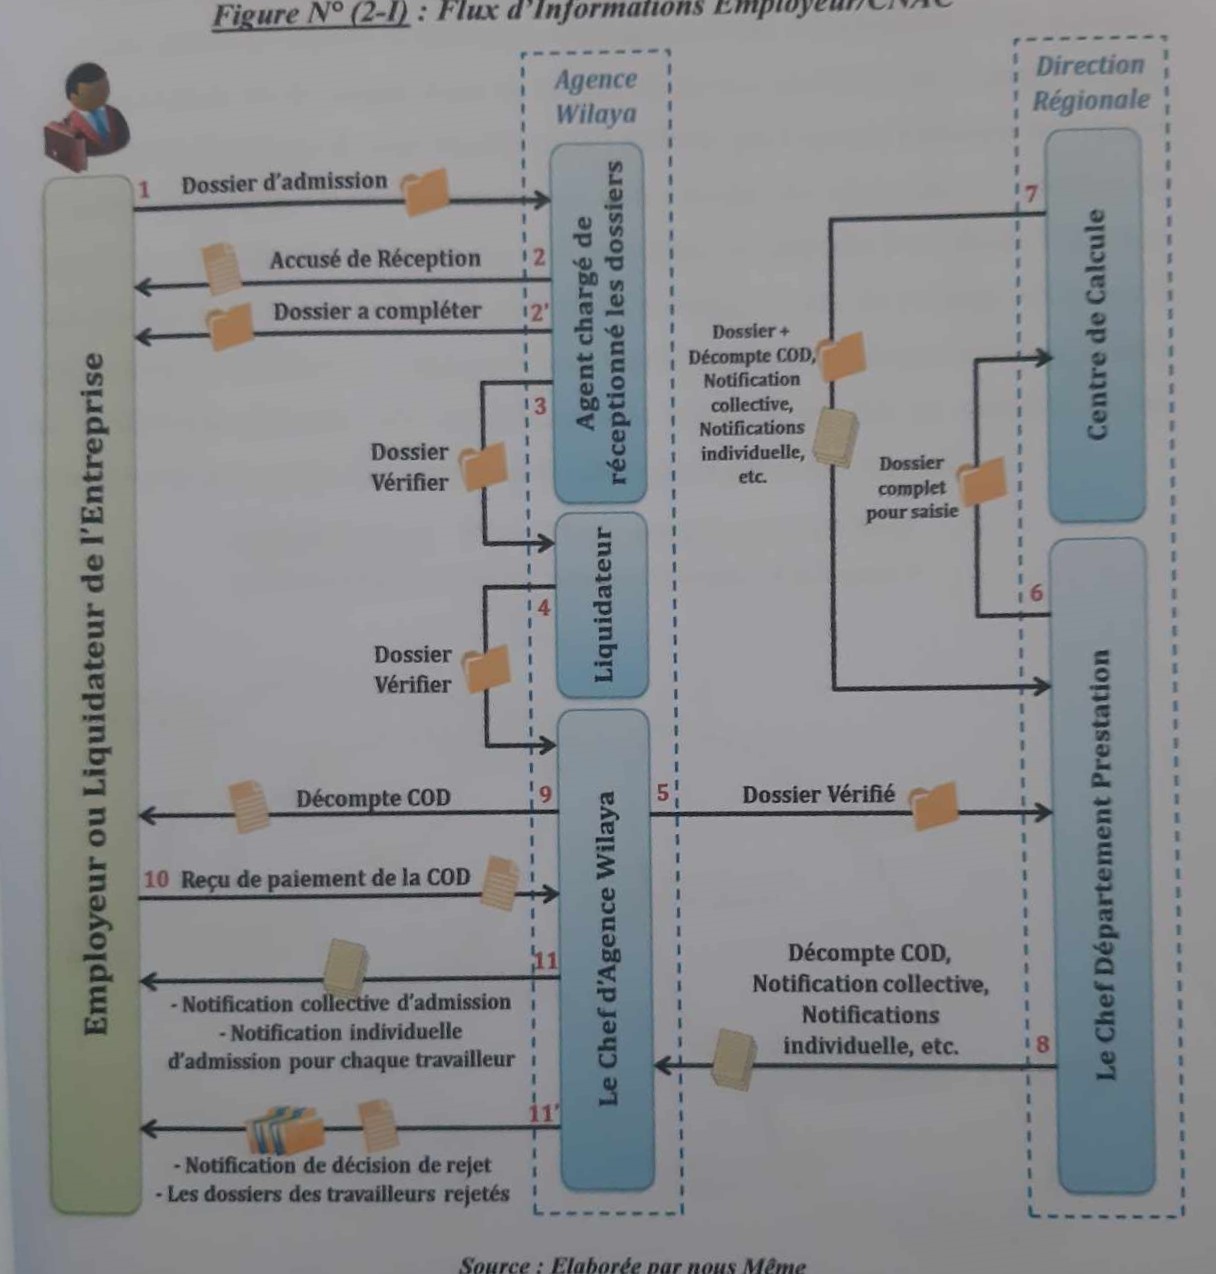 Figure N° (2-I) : Flux d'Informations Employeur/CNAC
Agence
Wilaya
Direction
Régionale
Employeur ou Liquidateur de l'Entreprise
1 Dossier d'admission
Accusé de Réception 2
Dossier a compléter 2'
Agent chargé de
réceptionné les dossiers
3
Dossier
Vérifier
Liquidateur
4
Dossier
Vérifier
Le Chef d'Agence Wilaya
Décompte COD 9
5 Dossier Vérifié
10 Reçu de paiement de la COD
11
- Notification collective d'admission
- Notification individuelle
d'admission pour chaque travailleur
11'
- Notification de décision de rejet
- Les dossiers des travailleurs rejetés
7
Centre de Calcule
Dossier +
Décompte COD,
Notification
collective,
Notifications
individuelle,
etc.
Dossier
complet
pour saisie
6
Le Chef Département Prestation
Décompte COD,
Notification collective,
Notifications
individuelle, etc.
8
Source : Elaborée par nous Même